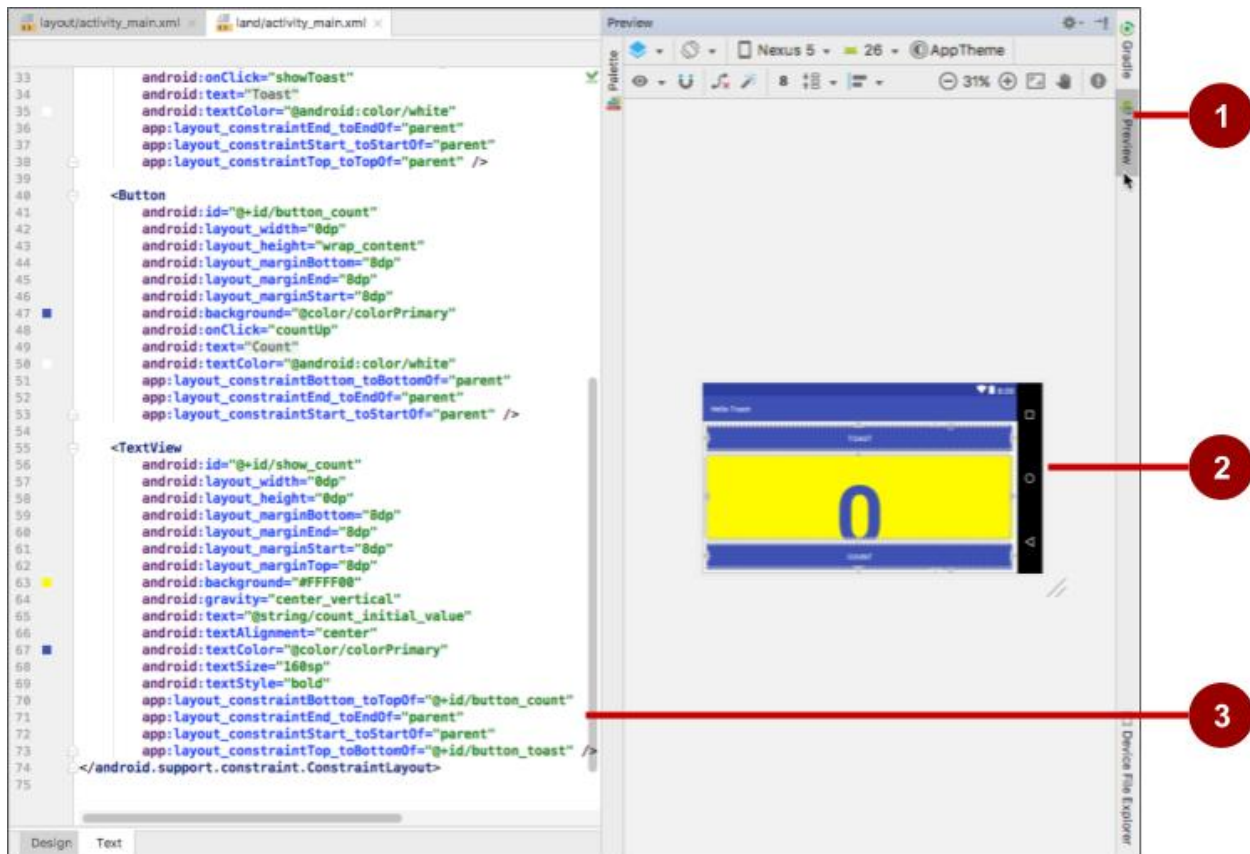 layout/activity_main.xml
land/activity_main.xml
33 android:onClick="showToast"
34 android:text="Toast"
35 android:textColor="@android:color/white"
36 app:layout_constraintEnd_toEndOf="parent"
37 app:layout_constraintStart_toStartOf="parent"
38 app:layout_constraintTop_toTopOf="parent" />
39
40 <Button
41 android:id="@+id/button_count"
42 android:layout_width="0dp"
43 android:layout_height="wrap_content"
44 android:layout_marginBottom="8dp"
45 android:layout_marginEnd="8dp"
46 android:layout_marginStart="8dp"
47 android:background="@color/colorPrimary"
48 android:onClick="countUp"
49 android:text="Count"
50 android:textColor="@android:color/white"
51 app:layout_constraintBottom_toBottomOf="parent"
52 app:layout_constraintEnd_toEndOf="parent"
53 app:layout_constraintStart_toStartOf="parent" />
54
55 <TextView
56 android:id="@+id/show_count"
57 android:layout_width="0dp"
58 android:layout_height="0dp"
59 android:layout_marginBottom="8dp"
60 android:layout_marginEnd="8dp"
61 android:layout_marginStart="8dp"
62 android:layout_marginTop="8dp"
63 android:background="#FFFF00"
64 android:gravity="center_vertical"
65 android:text="@string/count_initial_value"
66 android:textAlignment="center"
67 android:textColor="@color/colorPrimary"
68 android:textSize="160sp"
69 android:textStyle="bold"
70 app:layout_constraintBottom_toTopOf="@+id/button_count"
71 app:layout_constraintEnd_toEndOf="parent"
72 app:layout_constraintStart_toStartOf="parent"
73 app:layout_constraintTop_toBottomOf="@+id/button_toast" />
74 </android.support.constraint.ConstraintLayout>
75
Design Text
Preview
Palette
Nexus 5 26 AppTheme
8 31%
Hello Toast
TOAST
0
COUNT
Gradle
Preview
Device File Explorer
1
2
3